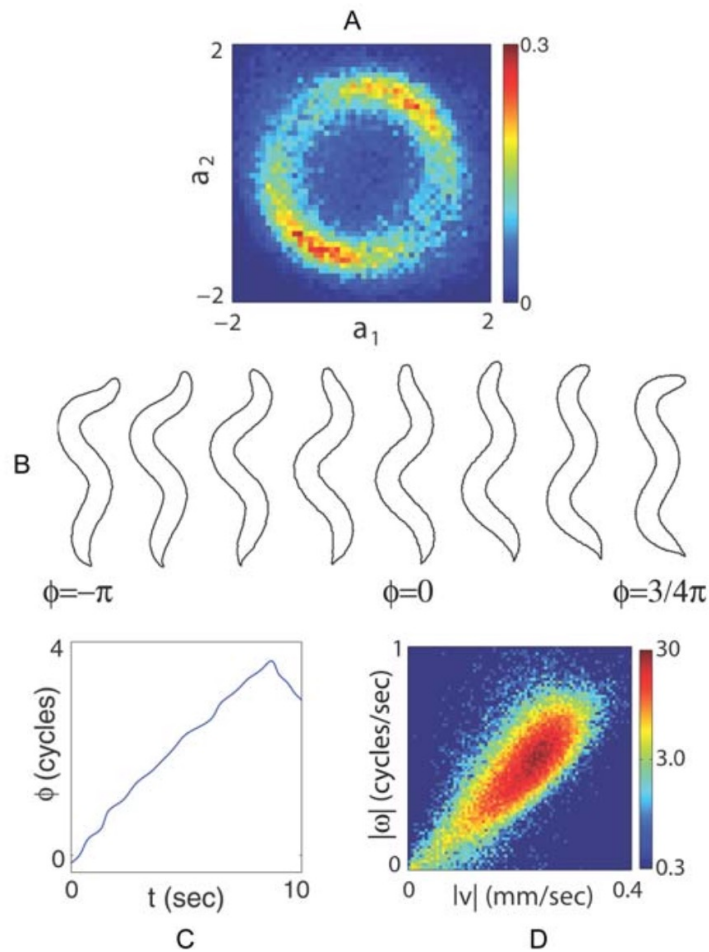 A
2
a2
−2
−2
a1
2
0.3
0
B
ϕ=−π
ϕ=0
ϕ=3/4π
4
ϕ (cycles)
0
0
t (sec)
10
C
1
|ω| (cycles/sec)
0
0
|v| (mm/sec)
0.4
30
3.0
0.3
D